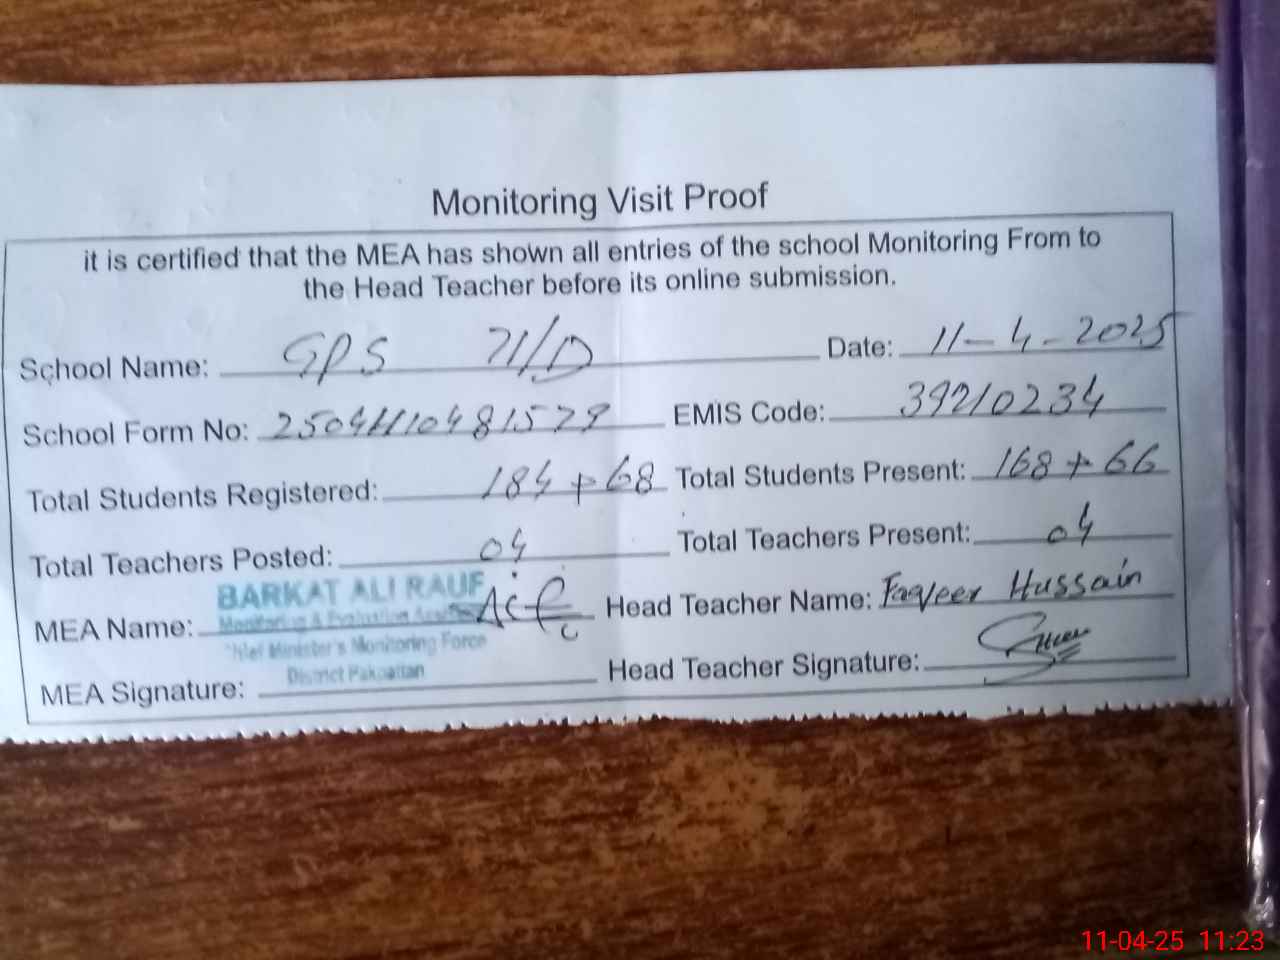 Monitoring Visit Proof
it is certified that the MEA has shown all entries of the school Monitoring From to
the Head Teacher before its online submission.
School Name: GPS 71/D Date: 11-4-2025
School Form No: 25041110481579 EMIS Code: 39210234
Total Students Registered: 184+68 Total Students Present: 168+66
Total Teachers Posted: 04 Total Teachers Present: 04
BARKAT ALI RAUF
MEA Name: Head Teacher Name: Faqeer Hussain
Monitoring & Evaluation
Chief Minister's Monitoring Force
District Pakpattan
MEA Signature: Head Teacher Signature:
11-04-25 11:23